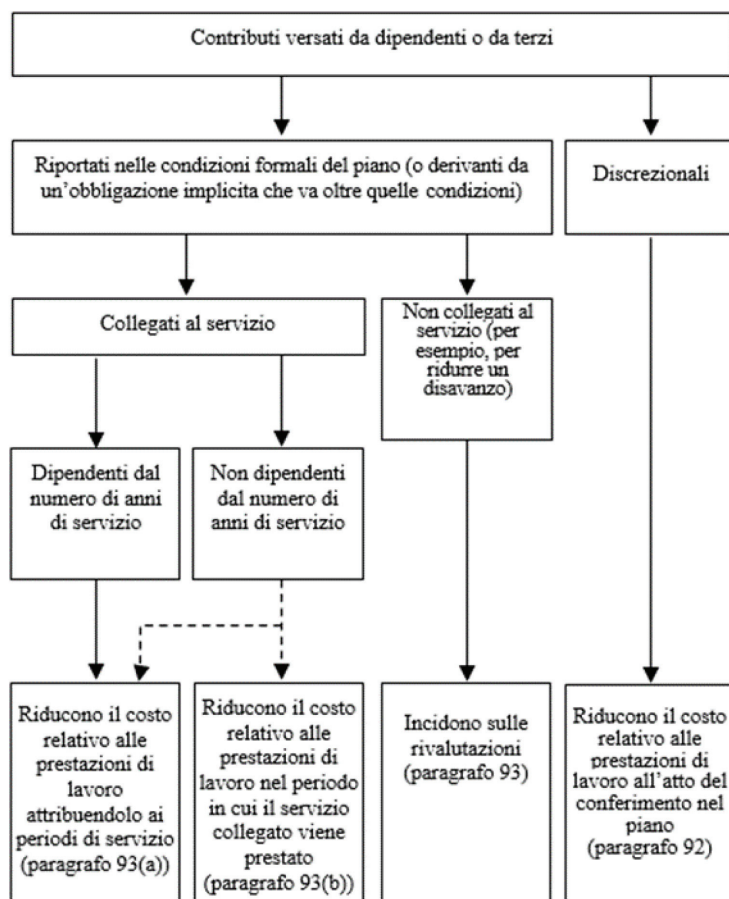 Contributi versati da dipendenti o da terzi
Riportati nelle condizioni formali del piano (o derivanti da
un'obbligazione implicita che va oltre quelle condizioni)
Discrezionali
Collegati al servizio
Non collegati al
servizio (per
esempio, per
ridurre un
disavanzo)
Dipendenti dal
numero di anni
di servizio
Non dipendenti
dal numero di
anni di servizio
Riducono il costo
relativo alle
prestazioni di
lavoro
attribuendolo ai
periodi di servizio
(paragrafo 93(a))
Riducono il costo
relativo alle
prestazioni di
lavoro nel periodo
in cui il servizio
collegato viene
prestato
(paragrafo 93(b))
Incidono sulle
rivalutazioni
(paragrafo 93)
Riducono il costo
relativo alle
prestazioni di
lavoro all'atto del
conferimento nel
piano
(paragrafo 92)